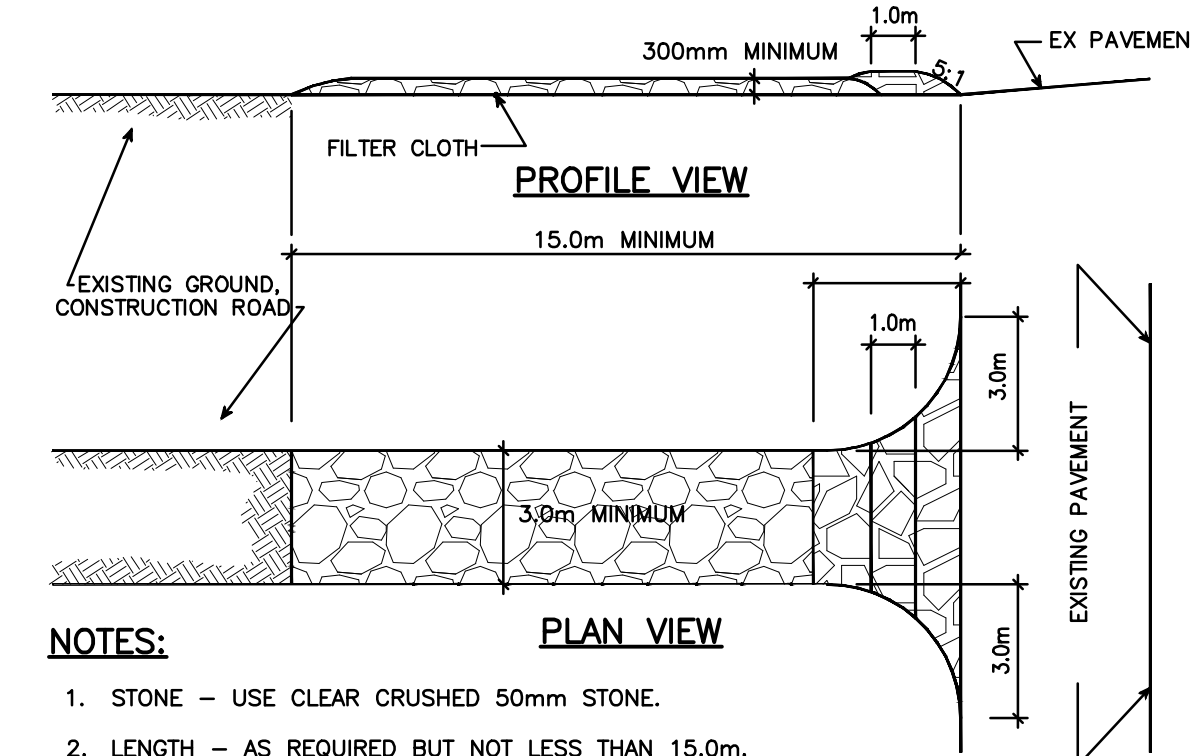 1.0m
300mm MINIMUM
5:1
EX PAVEMEN
FILTER CLOTH
PROFILE VIEW
15.0m MINIMUM
EXISTING GROUND,
CONSTRUCTION ROAD
1.0m
3.0m
EXISTING PAVEMENT
3.0m MINIMUM
3.0m
PLAN VIEW
NOTES:
1. STONE – USE CLEAR CRUSHED 50mm STONE.
2. LENGTH – AS REQUIRED BUT NOT LESS THAN 15.0m.